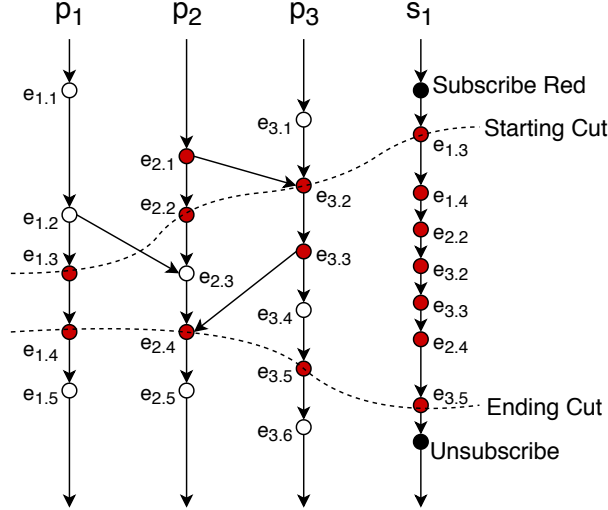 p1 p2 p3 s1
e1.1
Subscribe Red
e3.1
Starting Cut
e1.3
e2.1
e3.2
e1.4
e1.2
e2.2
e2.2
e1.3
e2.3
e3.3
e3.2
e3.3
e3.4
e1.4
e2.4
e2.4
e3.5
e1.5
e2.5
e3.5
Ending Cut
e3.6
Unsubscribe